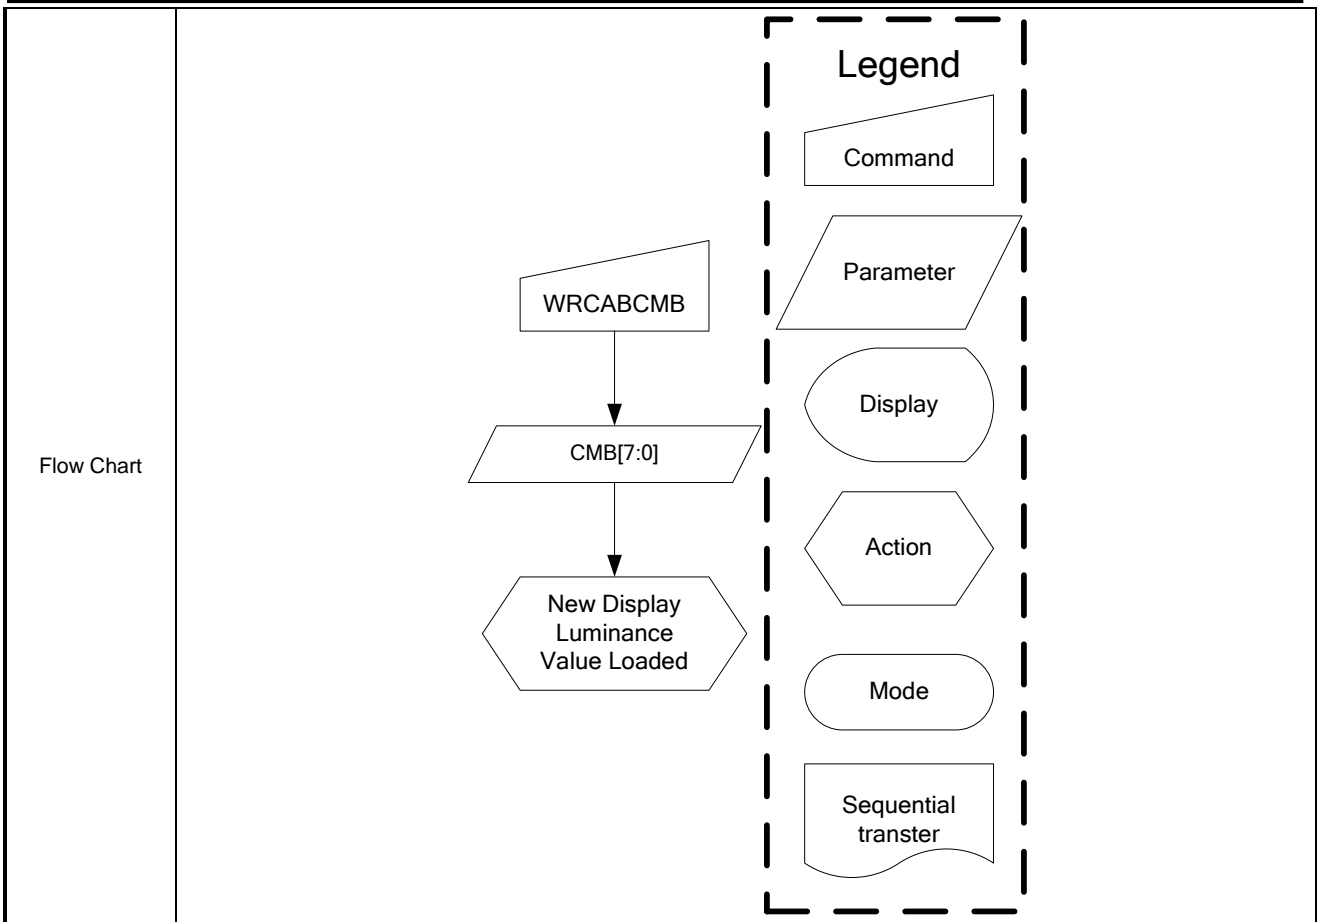 Flow Chart
WRCABCMB
CMB[7:0]
New Display
Luminance
Value Loaded
Legend
Command
Parameter
Display
Action
Mode
Sequential
transter